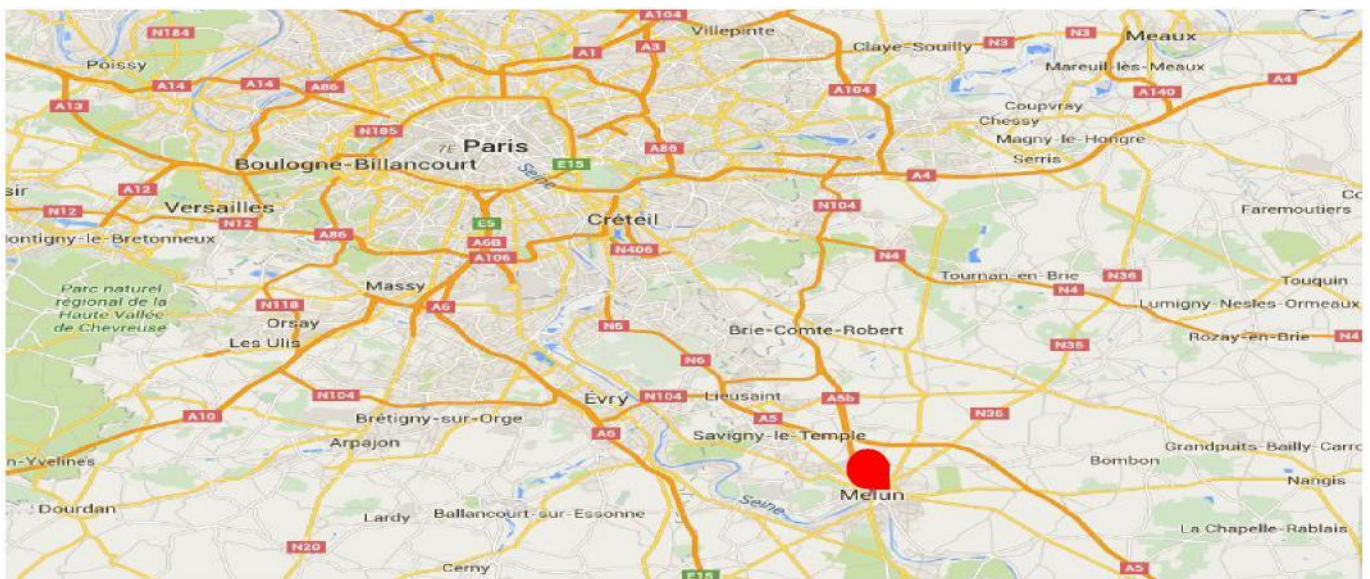 A104
N184
Villepinte
A1
A3
Claye-Souilly
N3
N3
Meaux
Poissy
Mareuil-lès-Meaux
A14
A14
A86
A104
A4
A140
A13
Coupvray
Chessy
N185
7E Paris
A86
Magny-le-Hongre
Serris
Boulogne-Billancourt
E15
Seine
A4
A12
sir
Versailles
N104
Co
Faremoutiers
N12
N12
Créteil
E5
A86
A6B
N406
ontigny-le-Bretonneux
A106
N4
Tournan-en-Brie
N36
Touquin
Parc naturel
régional de la
Haute Vallée
de Chevreuse
Massy
N4
N118
A6
Lumigny-Nesles-Ormeaux
Orsay
N6
Brie-Comte-Robert
Les Ulis
Rozay-en-Brie
N4
N36
N6
N104
Évry
N104
Lieusaint
A5b
A10
Brétigny-sur-Orge
A5
N36
A6
Savigny-le-Temple
Arpajon
Grandpuits-Bailly-Carro
n-Yvelines
Bombon
Nangis
Melun
Dourdan
Lardy
Ballancourt-sur-Essonne
Seine
La Chapelle-Rablais
N20
Cerny
E15
A5